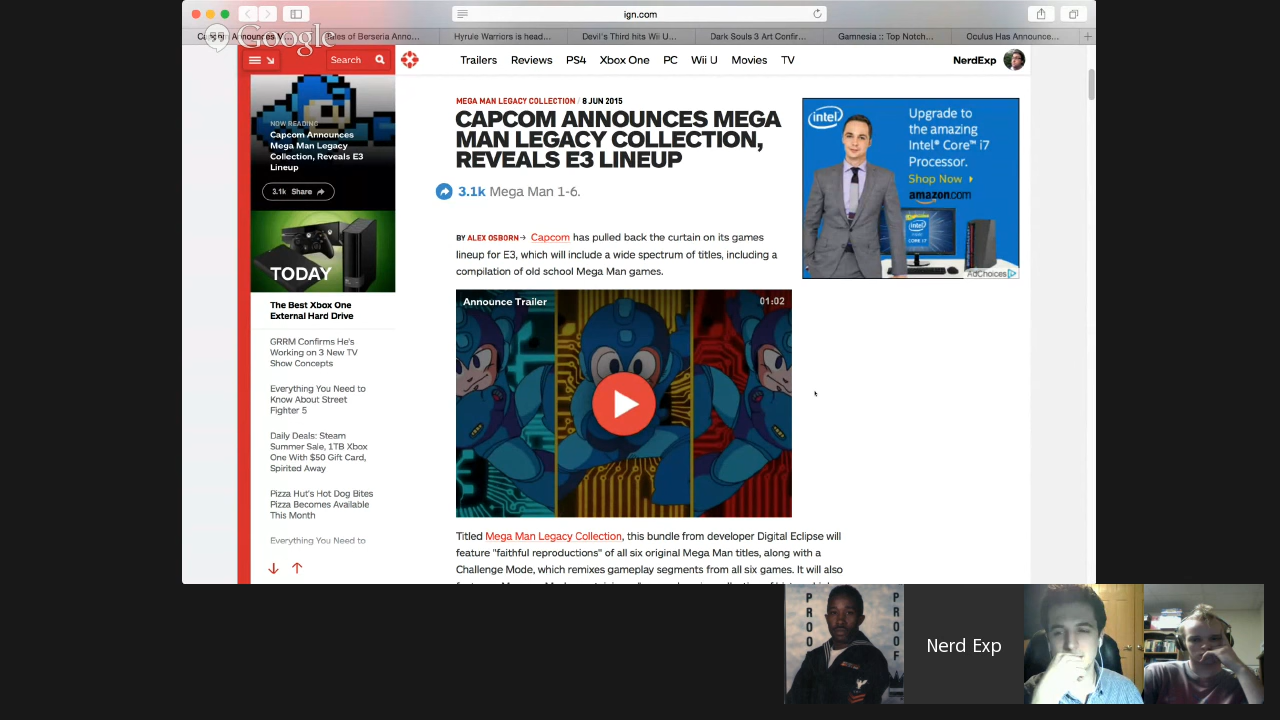 ign.com
Google
Capcom Announces V...
Tales of Berseria Anno...
Hyrule Warriors is head...
Devil's Third hits Wii U...
Dark Souls 3 Art Confir...
Gamnesia :: Top Notch...
Oculus Has Announce...
Search
Trailers Reviews PS4 Xbox One PC Wii U Movies TV
NerdExp
NOW READING
Capcom Announces
Mega Man Legacy
Collection, Reveals E3
Lineup
3.1k Share
TODAY
The Best Xbox One
External Hard Drive
GRRM Confirms He's
Working on 3 New TV
Show Concepts
Everything You Need to
Know About Street
Fighter 5
Daily Deals: Steam
Summer Sale, 1TB Xbox
One With $50 Gift Card,
Spirited Away
Pizza Hut's Hot Dog Bites
Pizza Becomes Available
This Month
Everything You Need to
MEGA MAN LEGACY COLLECTION / 8 JUN 2015
CAPCOM ANNOUNCES MEGA
MAN LEGACY COLLECTION,
REVEALS E3 LINEUP
3.1k Mega Man 1-6.
BY ALEX OSBORN Capcom has pulled back the curtain on its games
lineup for E3, which will include a wide spectrum of titles, including a
compilation of old school Mega Man games.
Announce Trailer
01:02
Titled Mega Man Legacy Collection, this bundle from developer Digital Eclipse will
feature "faithful reproductions" of all six original Mega Man titles, along with a
Challenge Mode, which remixes gameplay segments from all six games. It will also
intel
Upgrade to
the amazing
Intel® Core™ i7
Processor.
Shop Now
amazon.com
AdChoices
PROOF
PROOF
Nerd Exp